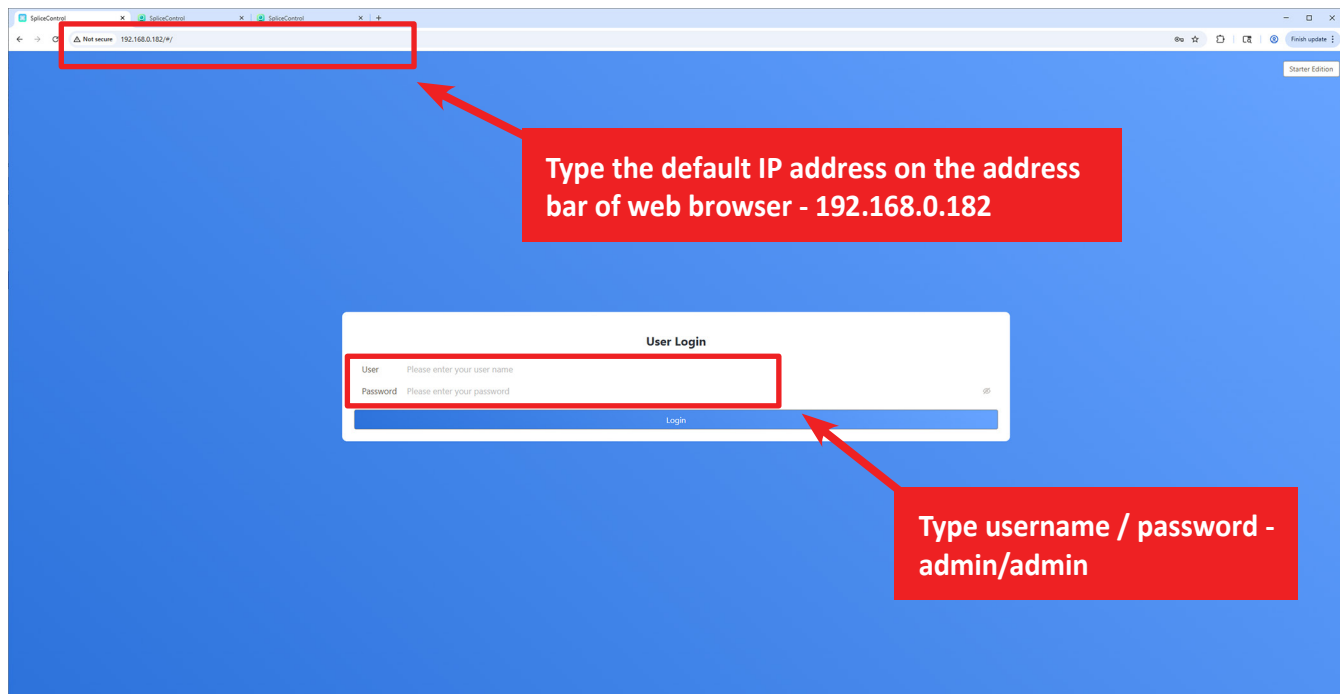 SpliceControl
SpliceControl
SpliceControl
Not secure
192.168.0.182/#/
Finish update
Starter Edition
Type the default IP address on the address
bar of web browser - 192.168.0.182
User Login
User
Please enter your user name
Password
Please enter your password
Login
Type username / password -
admin/admin